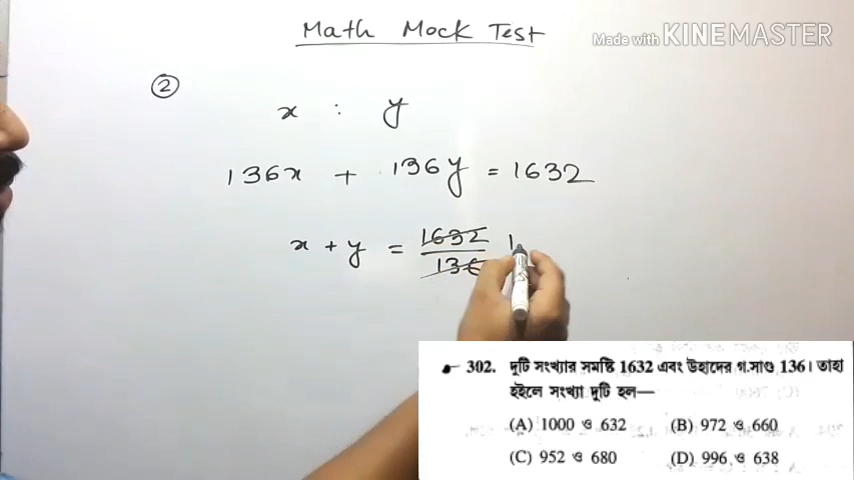 Math Mock Test
Made with KINEMASTER
②
x : y
136x + 136y = 1632
x + y = 1632/136 1
302. দুটি সংখ্যার সমষ্টি 1632 এবং উহাদের গ.সাগু 136। তাহা
হইলে সংখ্যা দুটি হল—
(A) 1000 ও 632 (B) 972 ও 660
(C) 952 ও 680 (D) 996 ও 638